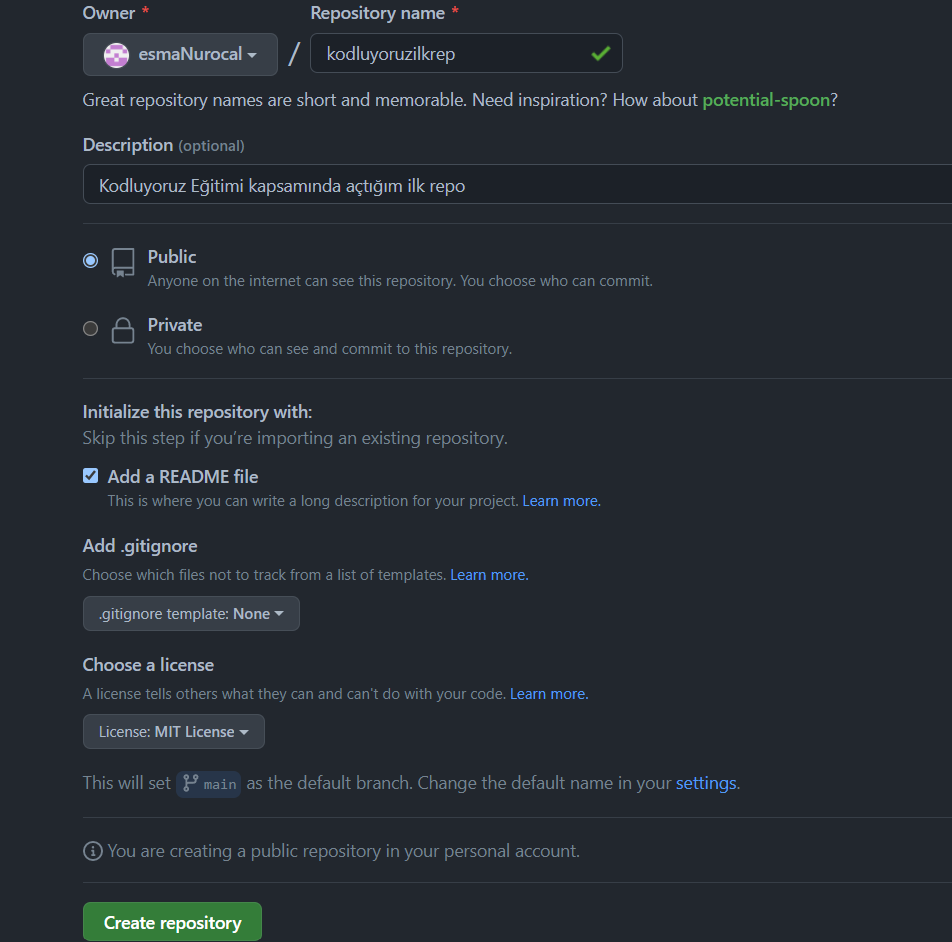 Owner * Repository name *
esmaNurocal / kodluyoruzilkrep
Great repository names are short and memorable. Need inspiration? How about potential-spoon?
Description (optional)
Kodluyoruz Eğitimi kapsamında açtığım ilk repo
Public
Anyone on the internet can see this repository. You choose who can commit.
Private
You choose who can see and commit to this repository.
Initialize this repository with:
Skip this step if you’re importing an existing repository.
Add a README file
This is where you can write a long description for your project. Learn more.
Add .gitignore
Choose which files not to track from a list of templates. Learn more.
.gitignore template: None
Choose a license
A license tells others what they can and can't do with your code. Learn more.
License: MIT License
This will set main as the default branch. Change the default name in your settings.
You are creating a public repository in your personal account.
Create repository